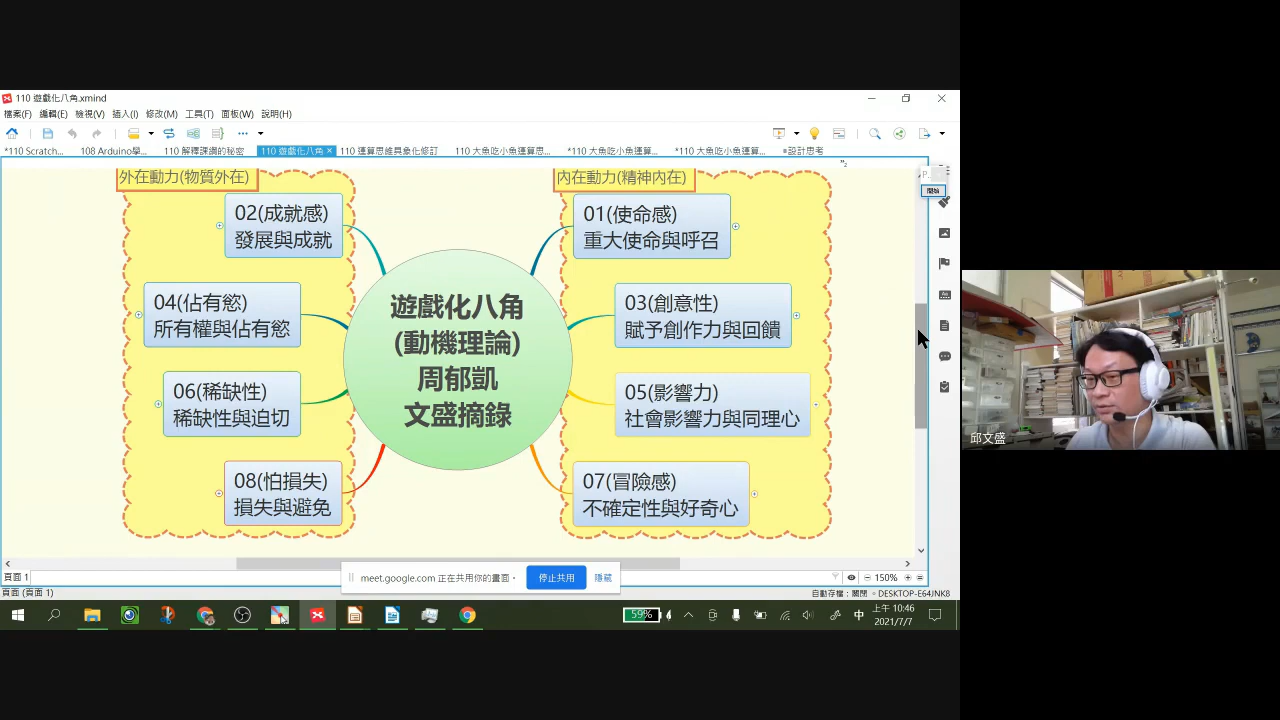 110 遊戲化八角.xmind
檔案(F) 編輯(E) 檢視(V) 插入(I) 修改(M) 工具(T) 面板(W) 說明(H)
*110 Scratch... 108 Arduino學... 110 解釋課綱的秘密 110 遊戲化八角 110 運算思維具象化修訂 110 大魚吃小魚運算思... *110 大魚吃小魚運算... *110 大魚吃小魚運算... *設計思考
外在動力(物質外在)
內在動力(精神內在)
02(成就感)
發展與成就
04(佔有慾)
所有權與佔有慾
06(稀缺性)
稀缺性與迫切
08(怕損失)
損失與避免
遊戲化八角
(動機理論)
周郁凱
文盛摘錄
01(使命感)
重大使命與呼召
03(創意性)
賦予創作力與回饋
05(影響力)
社會影響力與同理心
07(冒險感)
不確定性與好奇心
開始
邱文盛
meet.google.com 正在共用你的畫面。 停止共用 隱藏
頁面 1
150%
頁面 (頁面 1)
自動存檔：關閉 DESKTOP-E64JNK8
59%
中
上午 10:46
2021/7/7